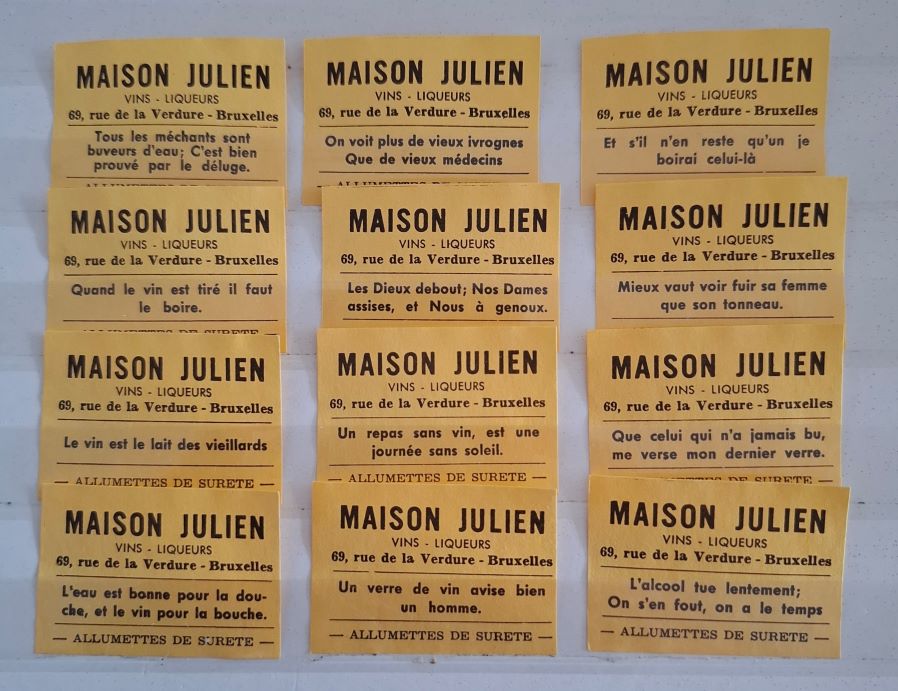 MAISON JULIEN
VINS - LIQUEURS
69, rue de la Verdure - Bruxelles
Tous les méchants sont
buveurs d'eau; C'est bien
prouvé par le déluge.
ALLUMETTES DE SURETE
MAISON JULIEN
VINS - LIQUEURS
69, rue de la Verdure - Bruxelles
On voit plus de vieux ivrognes
Que de vieux médecins
ALLUMETTES DE SURETE
MAISON JULIEN
VINS - LIQUEURS
69, rue de la Verdure - Bruxelles
Et s'il n'en reste qu'un je
boirai celui-là
MAISON JULIEN
VINS - LIQUEURS
69, rue de la Verdure - Bruxelles
Quand le vin est tiré il faut
le boire.
ALLUMETTES DE SURETE
MAISON JULIEN
VINS - LIQUEURS
69, rue de la Verdure - Bruxelles
Les Dieux debout; Nos Dames
assises, et Nous à genoux.
MAISON JULIEN
VINS - LIQUEURS
69, rue de la Verdure - Bruxelles
Mieux vaut voir fuir sa femme
que son tonneau.
MAISON JULIEN
VINS - LIQUEURS
69, rue de la Verdure - Bruxelles
Le vin est le lait des vieillards
— ALLUMETTES DE SURETE —
MAISON JULIEN
VINS - LIQUEURS
69, rue de la Verdure - Bruxelles
Un repas sans vin, est une
journée sans soleil.
— ALLUMETTES DE SURETE —
MAISON JULIEN
VINS - LIQUEURS
69, rue de la Verdure - Bruxelles
Que celui qui n'a jamais bu,
me verse mon dernier verre.
ALLUMETTES DE SURETE —
MAISON JULIEN
VINS - LIQUEURS
69, rue de la Verdure - Bruxelles
L'eau est bonne pour la dou-
che, et le vin pour la bouche.
— ALLUMETTES DE SURETE —
MAISON JULIEN
VINS - LIQUEURS
69, rue de la Verdure - Bruxelles
Un verre de vin avise bien
un homme.
— ALLUMETTES DE SURETE —
MAISON JULIEN
VINS - LIQUEURS
69, rue de la Verdure - Bruxelles
L'alcool tue lentement;
On s'en fout, on a le temps
— ALLUMETTES DE SURETE —